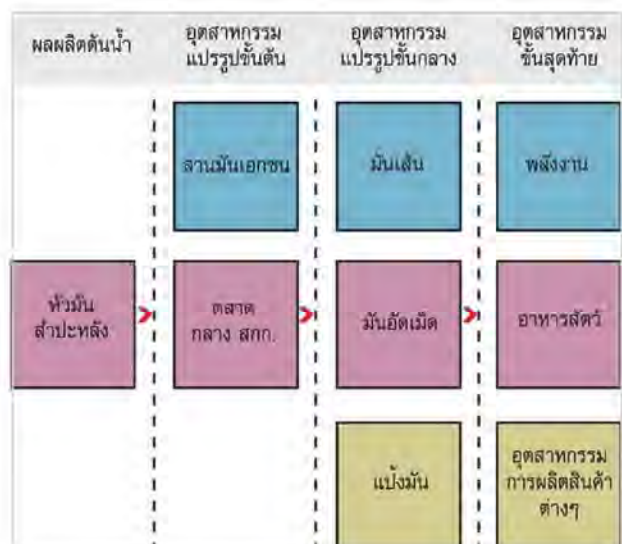 ผลผลิตต้นน้ำ
อุตสาหกรรม
แปรรูปขั้นต้น
อุตสาหกรรม
แปรรูปขั้นกลาง
อุตสาหกรรม
ขั้นสุดท้าย
ลานมันเอกชน
มันเส้น
พลังงาน
หัวมัน
สำปะหลัง
ตลาด
กลาง สกก.
มันอัดเม็ด
อาหารสัตว์
แป้งมัน
อุตสาหกรรม
การผลิตสินค้า
ต่างๆ